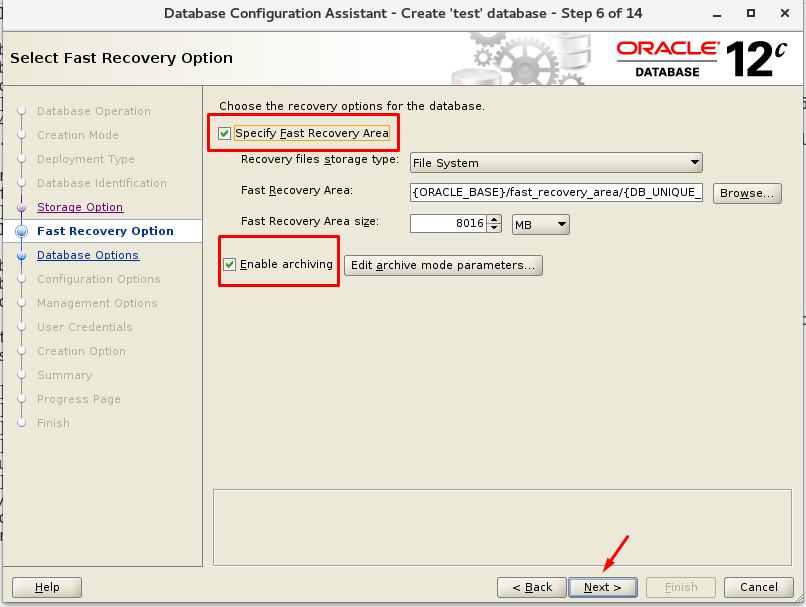 Database Configuration Assistant - Create 'test' database - Step 6 of 14
Select Fast Recovery Option
ORACLE
DATABASE
12c
Database Operation
Creation Mode
Deployment Type
Database Identification
Storage Option
Fast Recovery Option
Database Options
Configuration Options
Management Options
User Credentials
Creation Option
Summary
Progress Page
Finish
Choose the recovery options for the database.
Specify Fast Recovery Area
Recovery files storage type: File System
Fast Recovery Area: {ORACLE_BASE}/fast_recovery_area/{DB_UNIQUE_ Browse...
Fast Recovery Area size: 8016 MB
Enable archiving Edit archive mode parameters...
Help < Back Next > Finish Cancel